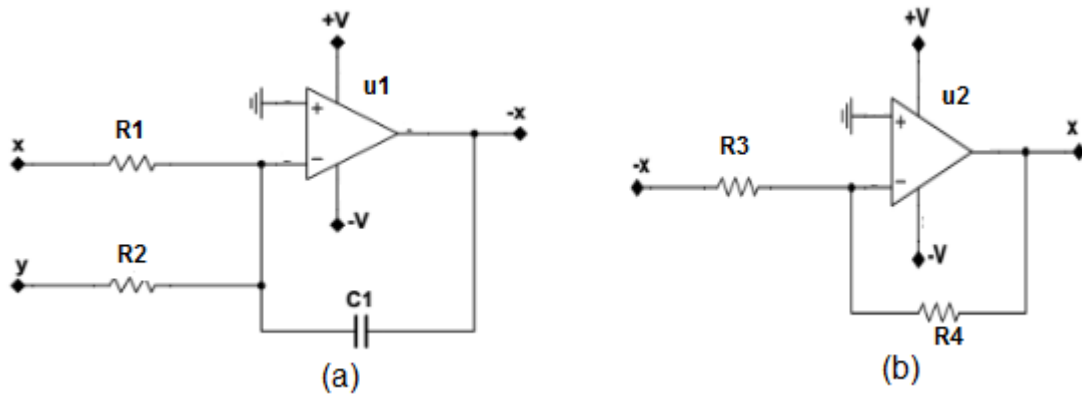 +V
u1
-x
x
R1
+
-
-V
y
R2
C1
(a)
+V
u2
x
R3
-x
+
-
-V
R4
(b)